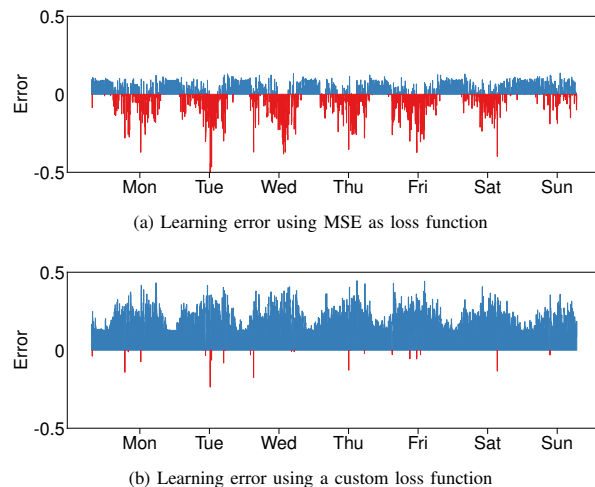 0.5
Error
0
-0.5
Mon Tue Wed Thu Fri Sat Sun
(a) Learning error using MSE as loss function
0.5
Error
0
-0.5
Mon Tue Wed Thu Fri Sat Sun
(b) Learning error using a custom loss function